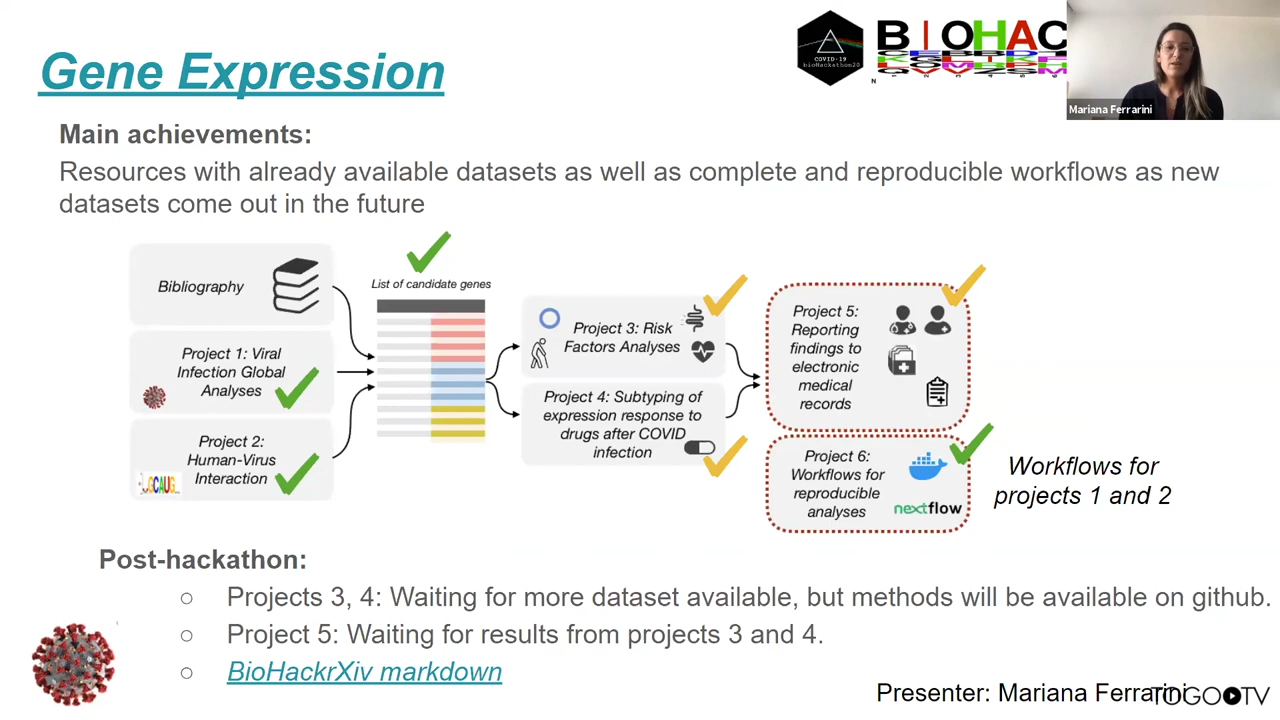 Gene Expression
COVID-19
bioHackathon20
BIOHAC
Mariana Ferrarini
Main achievements:
Resources with already available datasets as well as complete and reproducible workflows as new
datasets come out in the future
Bibliography
Project 1: Viral
Infection Global
Analyses
Project 2:
Human-Virus
Interaction
List of candidate genes
Project 3: Risk
Factors Analyses
Project 4: Subtyping of
expression response to
drugs after COVID
infection
Project 5:
Reporting
findings to
electronic
medical
records
Project 6:
Workflows for
reproducible
analyses
nextflow
Workflows for
projects 1 and 2
Post-hackathon:
○ Projects 3, 4: Waiting for more dataset available, but methods will be available on github.
○ Project 5: Waiting for results from projects 3 and 4.
○ BioHackrXiv markdown
Presenter: Mariana Ferrarini
TOGOTV